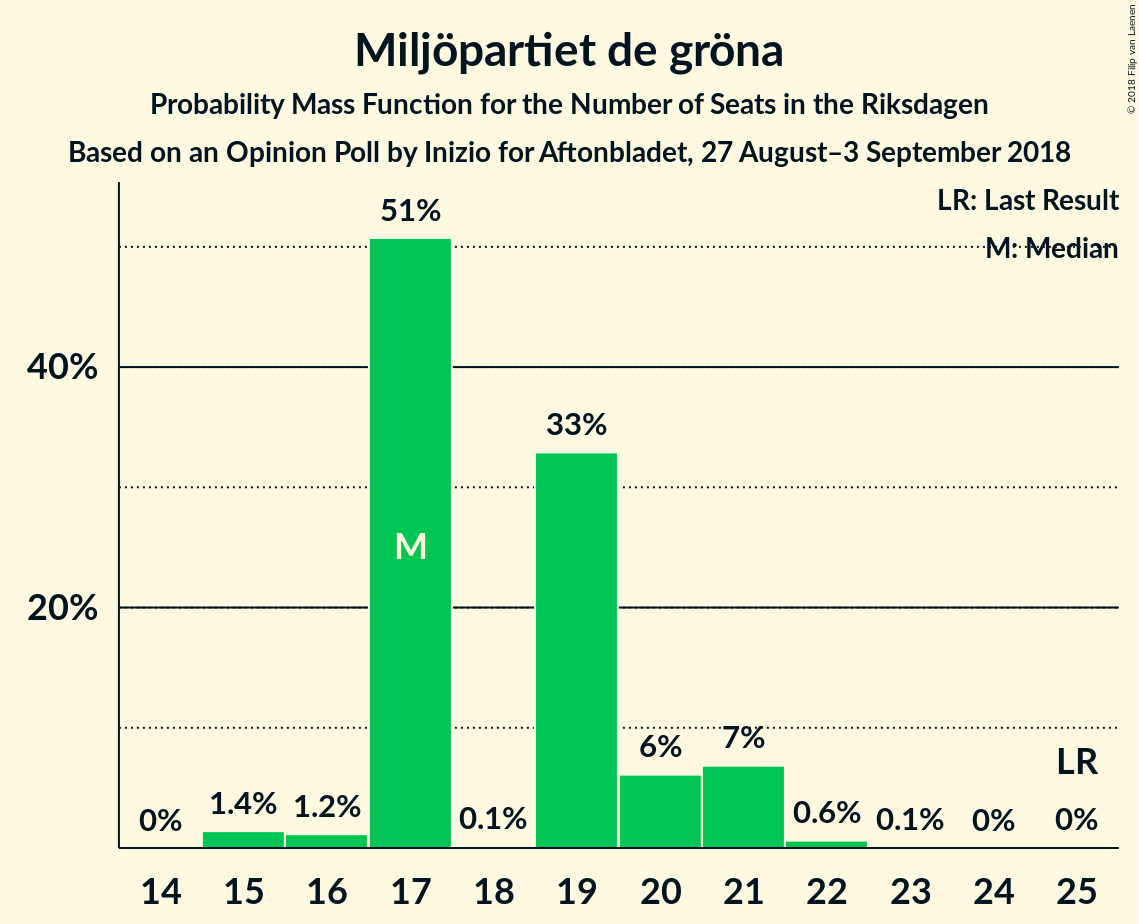 Miljöpartiet de gröna
Probability Mass Function for the Number of Seats in the Riksdagen
Based on an Opinion Poll by Inizio for Aftonbladet, 27 August–3 September 2018
© 2018 Filip van Laenen
LR: Last Result
M: Median
40%
20%
0%
1.4%
1.2%
51%
M
0.1%
33%
6%
7%
0.6%
0.1%
0%
LR
0%
14 15 16 17 18 19 20 21 22 23 24 25